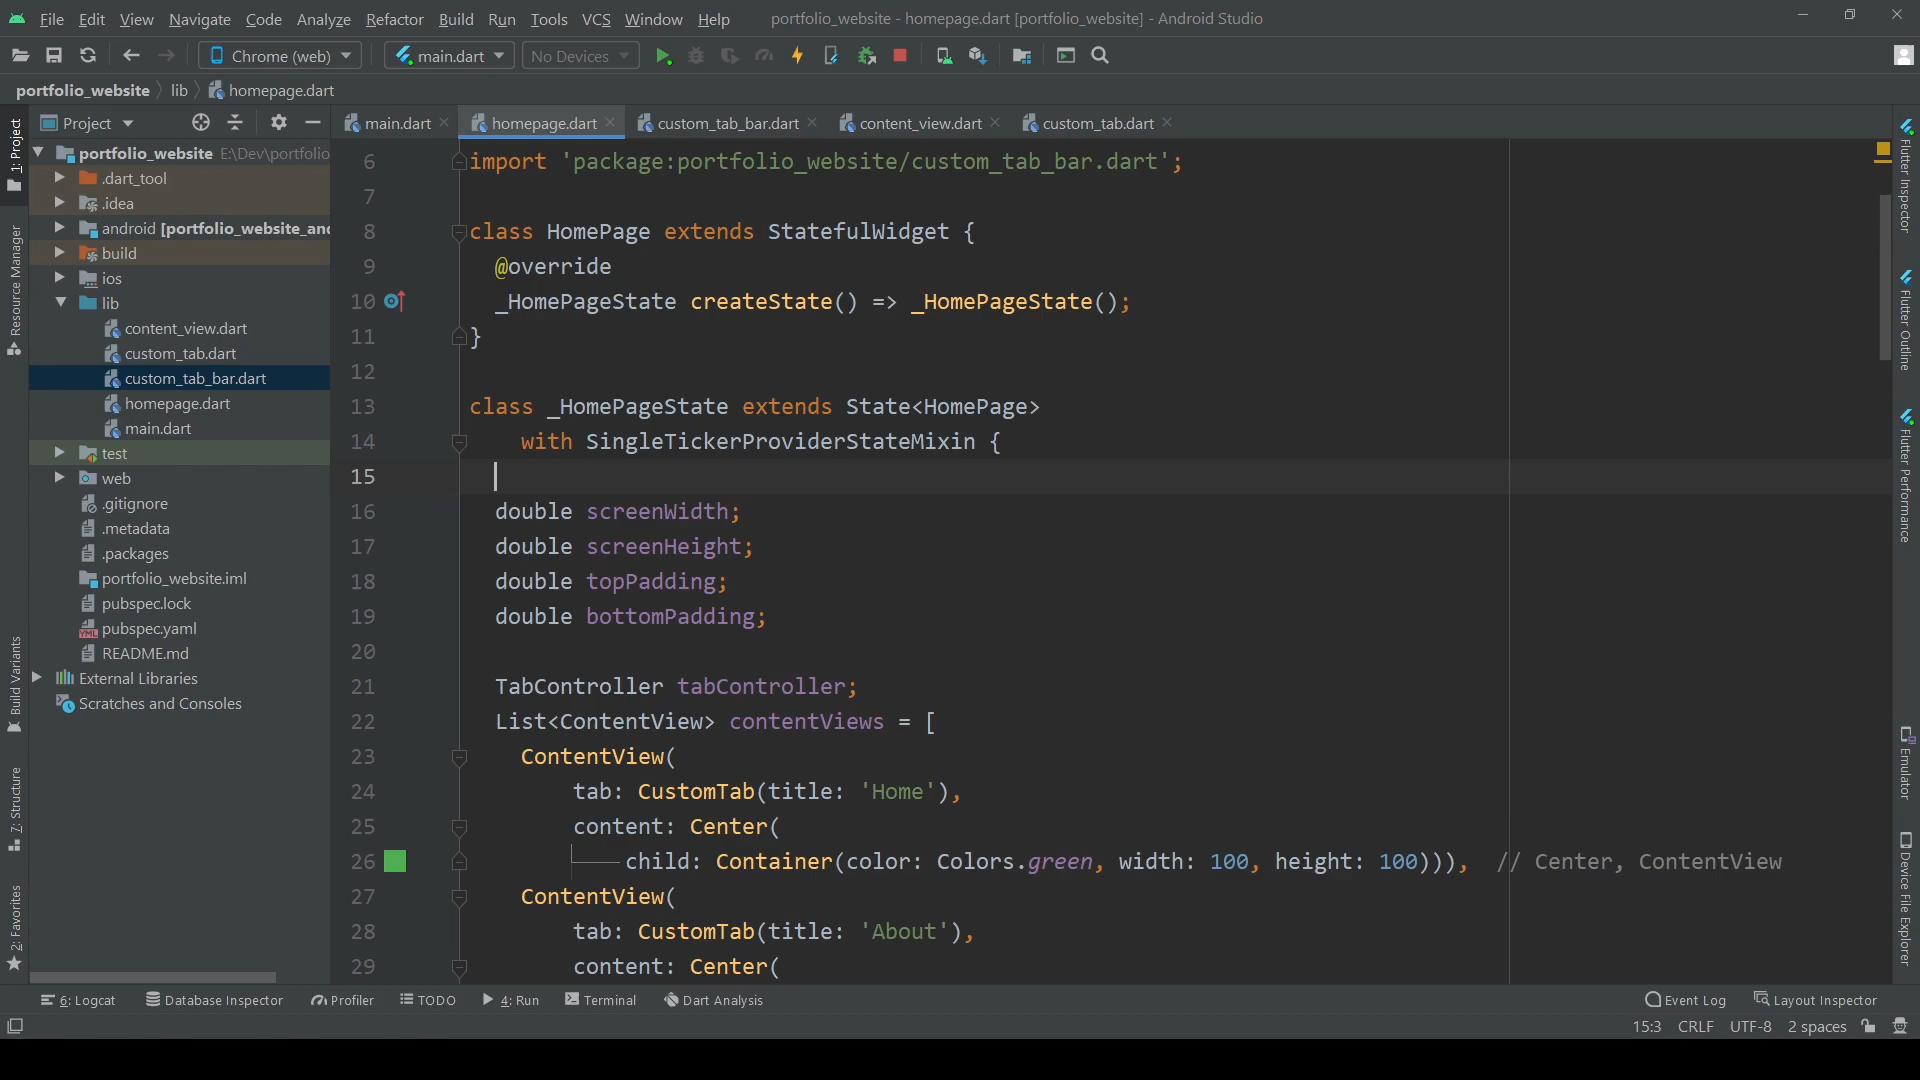 File Edit View Navigate Code Analyze Refactor Build Run Tools VCS Window Help portfolio_website - homepage.dart [portfolio_website] - Android Studio
Chrome (web) main.dart No Devices
portfolio_website lib homepage.dart
Project main.dart homepage.dart custom_tab_bar.dart content_view.dart custom_tab.dart
portfolio_website E:\Dev\portfolio
.dart_tool
.idea
android [portfolio_website_and
build
ios
lib
content_view.dart
custom_tab.dart
custom_tab_bar.dart
homepage.dart
main.dart
test
web
.gitignore
.metadata
.packages
portfolio_website.iml
pubspec.lock
pubspec.yaml
README.md
External Libraries
Scratches and Consoles
1: Project
Resource Manager
Build Variants
7: Structure
2: Favorites
6 import 'package:portfolio_website/custom_tab_bar.dart';
7
8 class HomePage extends StatefulWidget {
9 @override
10 _HomePageState createState() => _HomePageState();
11 }
12
13 class _HomePageState extends State<HomePage>
14 with SingleTickerProviderStateMixin {
15
16 double screenWidth;
17 double screenHeight;
18 double topPadding;
19 double bottomPadding;
20
21 TabController tabController;
22 List<ContentView> contentViews = [
23 ContentView(
24 tab: CustomTab(title: 'Home'),
25 content: Center(
26 child: Container(color: Colors.green, width: 100, height: 100))), // Center, ContentView
27 ContentView(
28 tab: CustomTab(title: 'About'),
29 content: Center(
Flutter Inspector
Flutter Outline
Flutter Performance
Emulator
Device File Explorer
6: Logcat Database Inspector Profiler TODO 4: Run Terminal Dart Analysis Event Log Layout Inspector
15:3 CRLF UTF-8 2 spaces